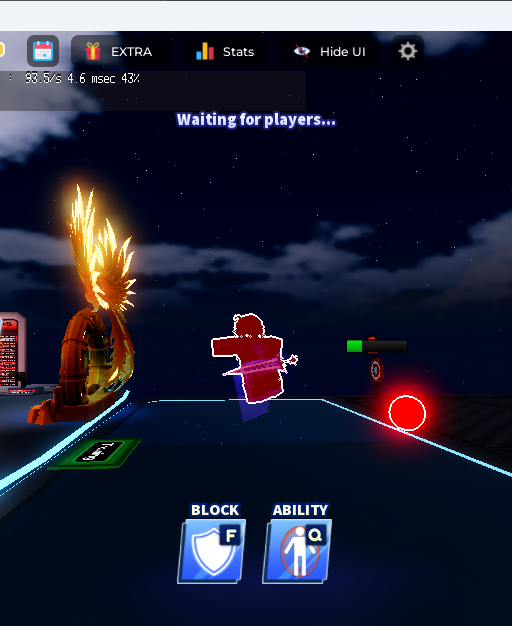 EXTRA Stats Hide UI
: 93.5/s 4.6 msec 43%
Waiting for players...
BLOCK ABILITY
F Q